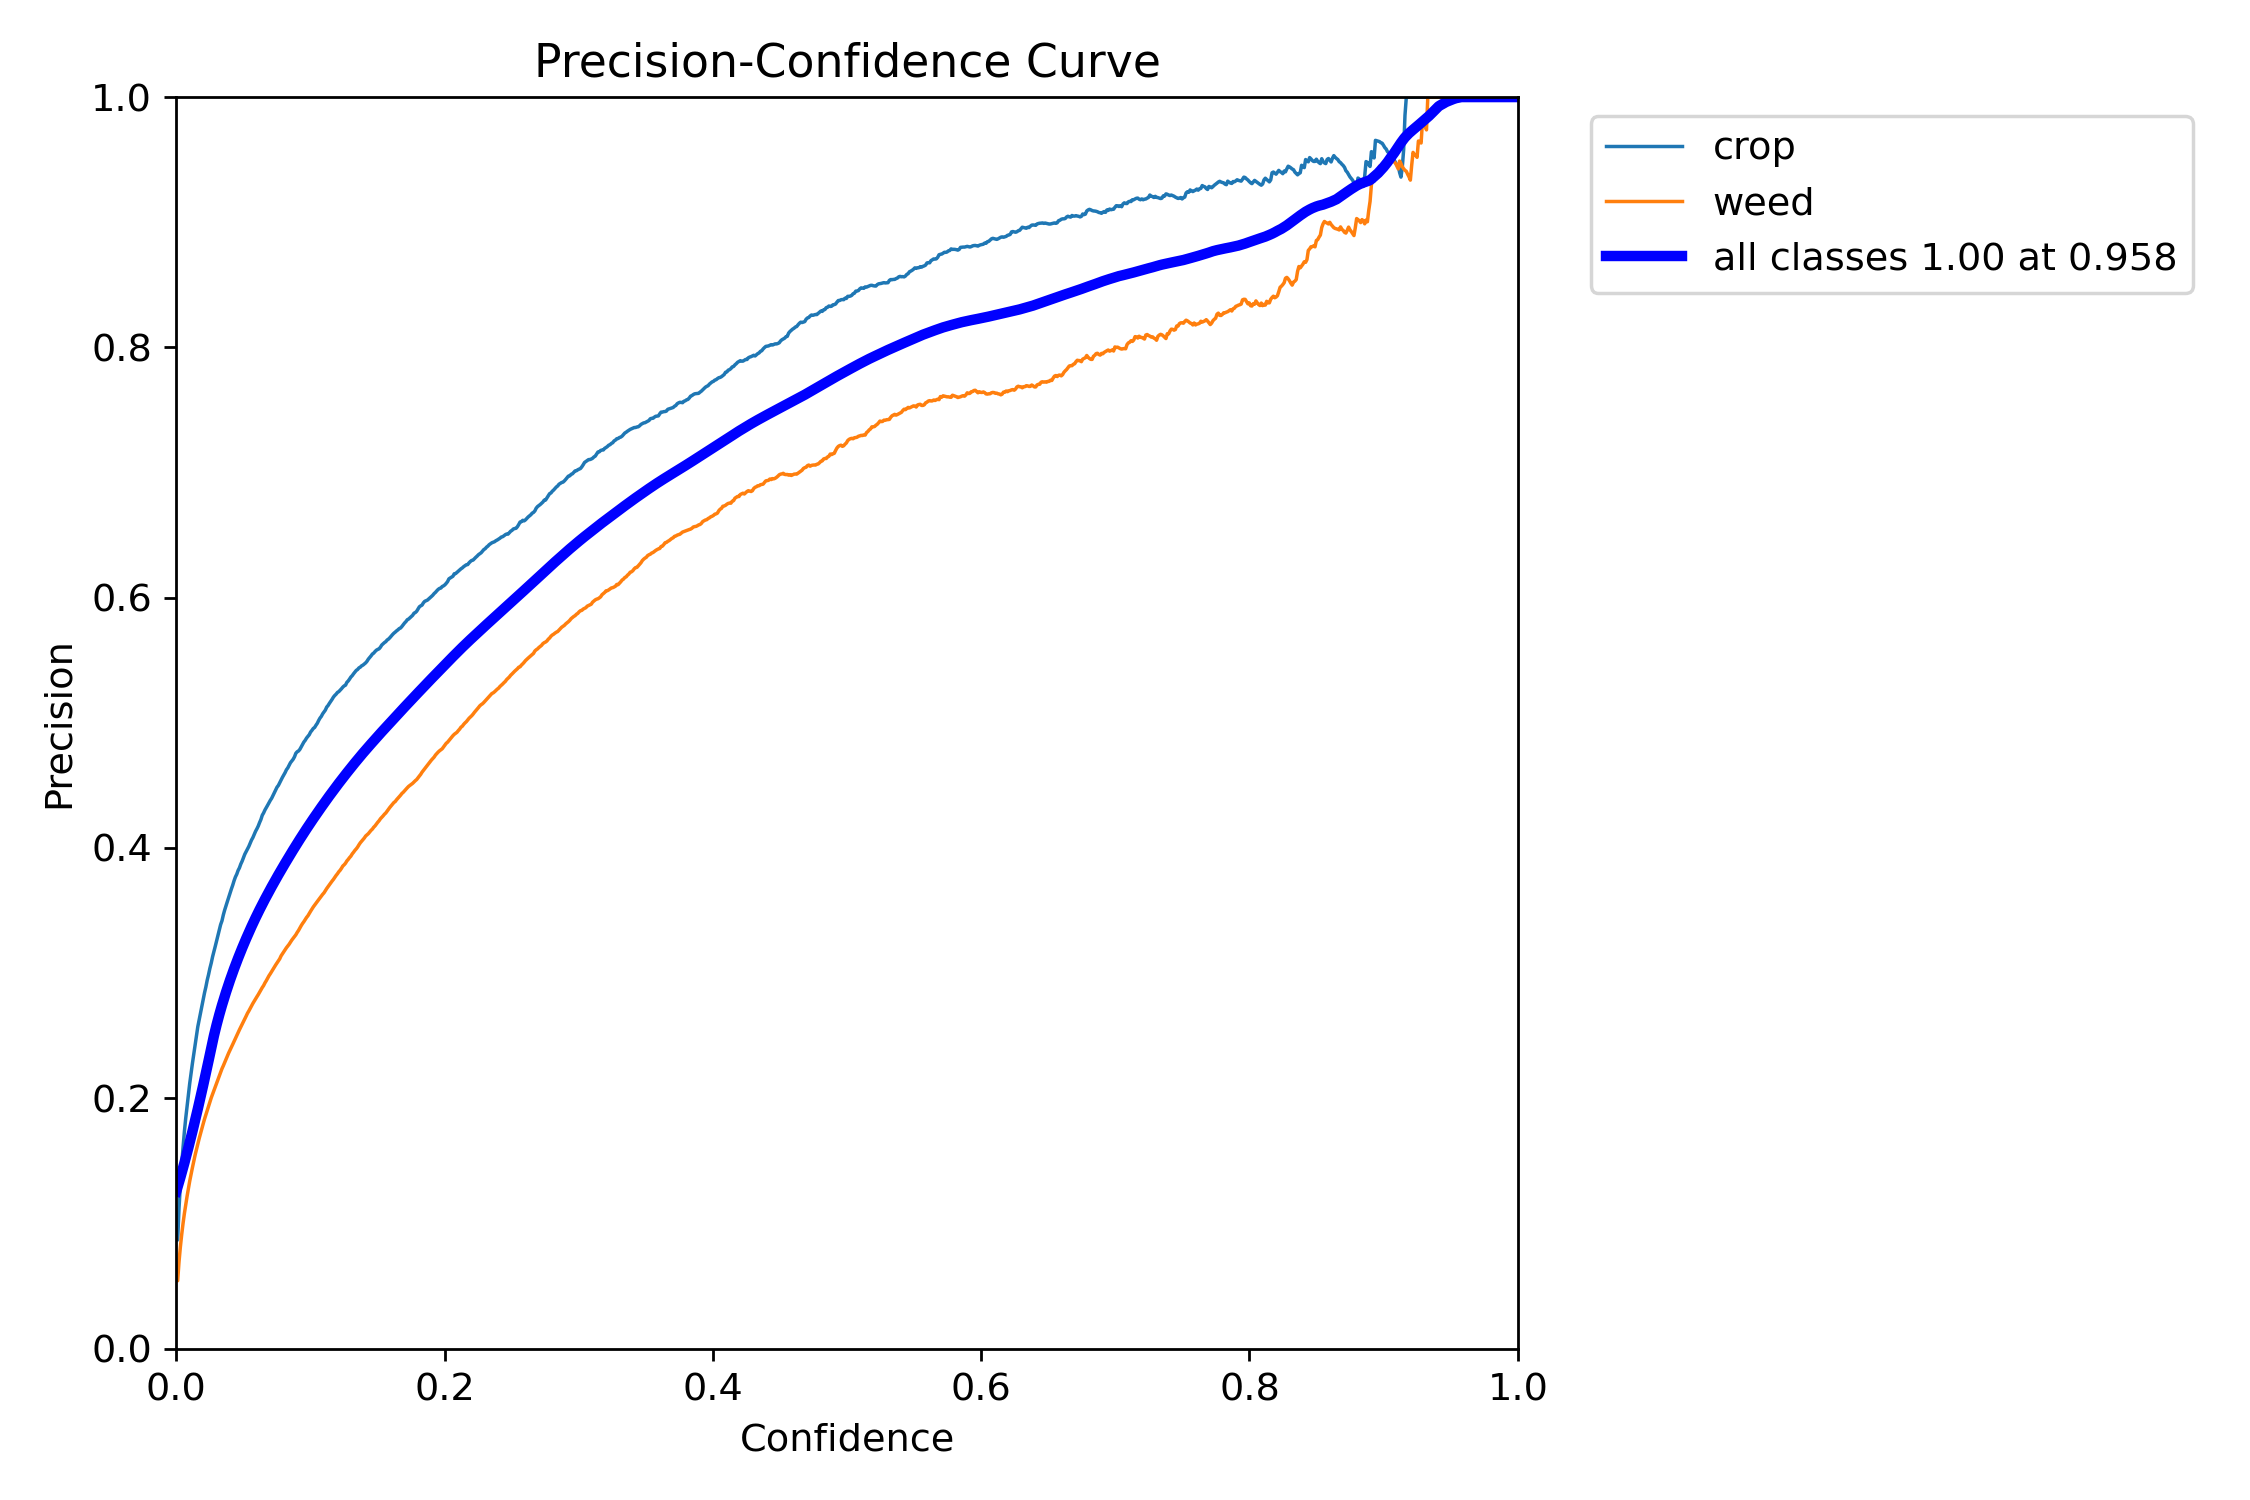 Precision-Confidence Curve
1.0
0.8
0.6
0.4
0.2
0.0
Precision
0.0 0.2 0.4 0.6 0.8 1.0
Confidence
crop
weed
all classes 1.00 at 0.958